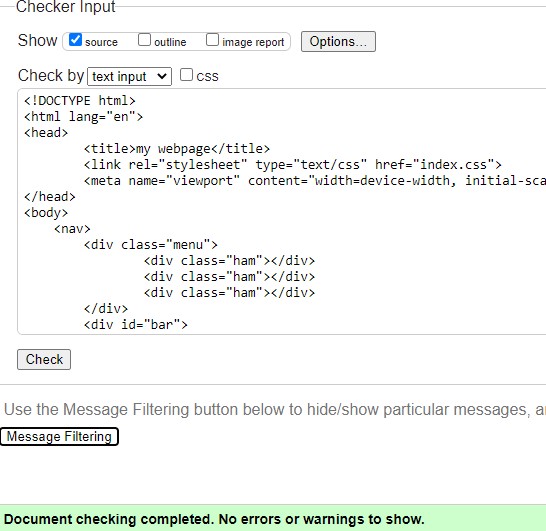 Checker Input
Show source outline image report Options...
Check by text input css
<!DOCTYPE html>
<html lang="en">
<head>
<title>my webpage</title>
<link rel="stylesheet" type="text/css" href="index.css">
<meta name="viewport" content="width=device-width, initial-sca
</head>
<body>
<nav>
<div class="menu">
<div class="ham"></div>
<div class="ham"></div>
<div class="ham"></div>
</div>
<div id="bar">
Check
Use the Message Filtering button below to hide/show particular messages, a
Message Filtering
Document checking completed. No errors or warnings to show.